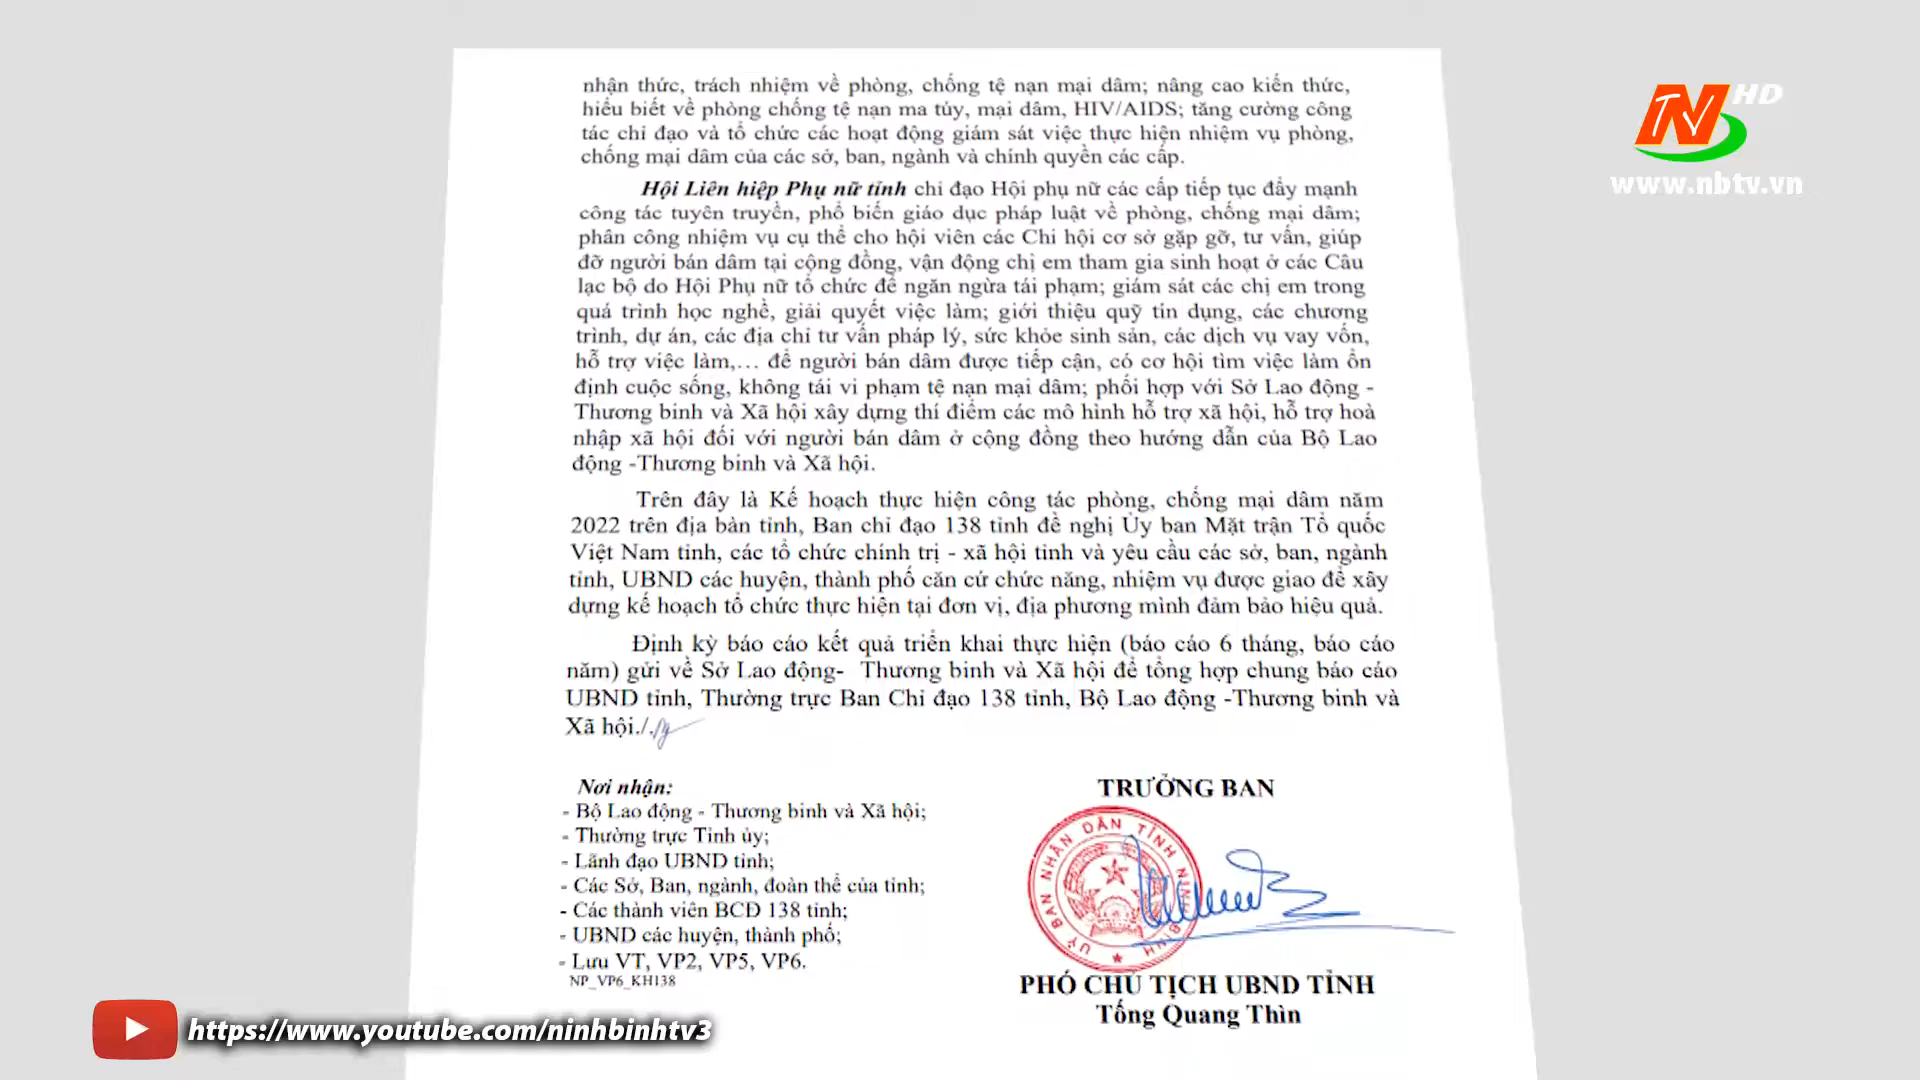 nhận thức, trách nhiệm về phòng, chống tệ nạn mại dâm; nâng cao kiến thức,
hiểu biết về phòng chống tệ nạn ma túy, mại dâm, HIV/AIDS; tăng cường công
tác chỉ đạo và tổ chức các hoạt động giám sát việc thực hiện nhiệm vụ phòng,
chống mại dâm của các sở, ban, ngành và chính quyền các cấp.
Hội Liên hiệp Phụ nữ tỉnh chỉ đạo Hội phụ nữ các cấp tiếp tục đẩy mạnh
công tác tuyên truyền, phổ biến giáo dục pháp luật về phòng, chống mại dâm;
phân công nhiệm vụ cụ thể cho hội viên các Chi hội cơ sở gặp gỡ, tư vấn, giúp
đỡ người bán dâm tại cộng đồng, vận động chị em tham gia sinh hoạt ở các Câu
lạc bộ do Hội Phụ nữ tổ chức để ngăn ngừa tái phạm; giám sát các chị em trong
quá trình học nghề, giải quyết việc làm; giới thiệu quỹ tín dụng, các chương
trình, dự án, các địa chỉ tư vấn pháp lý, sức khỏe sinh sản, các dịch vụ vay vốn,
hỗ trợ việc làm,... để người bán dâm được tiếp cận, có cơ hội tìm việc làm ổn
định cuộc sống, không tái vi phạm tệ nạn mại dâm; phối hợp với Sở Lao động -
Thương binh và Xã hội xây dựng thí điểm các mô hình hỗ trợ xã hội, hỗ trợ hoà
nhập xã hội đối với người bán dâm ở cộng đồng theo hướng dẫn của Bộ Lao
động -Thương binh và Xã hội.
Trên đây là Kế hoạch thực hiện công tác phòng, chống mại dâm năm
2022 trên địa bàn tỉnh, Ban chỉ đạo 138 tỉnh đề nghị Ủy ban Mặt trận Tổ quốc
Việt Nam tỉnh, các tổ chức chính trị - xã hội tỉnh và yêu cầu các sở, ban, ngành
tỉnh, UBND các huyện, thành phố căn cứ chức năng, nhiệm vụ được giao để xây
dựng kế hoạch tổ chức thực hiện tại đơn vị, địa phương mình đảm bảo hiệu quả.
Định kỳ báo cáo kết quả triển khai thực hiện (báo cáo 6 tháng, báo cáo
năm) gửi về Sở Lao động- Thương binh và Xã hội để tổng hợp chung báo cáo
UBND tỉnh, Thường trực Ban Chỉ đạo 138 tỉnh, Bộ Lao động -Thương binh và
Xã hội./.
Nơi nhận:
- Bộ Lao động - Thương binh và Xã hội;
- Thường trực Tỉnh ủy;
- Lãnh đạo UBND tỉnh;
- Các Sở, Ban, ngành, đoàn thể của tỉnh;
- Các thành viên BCĐ 138 tỉnh;
- UBND các huyện, thành phố;
- Lưu VT, VP2, VP5, VP6.
NP_VP6_KH138
TRƯỞNG BAN
ỦY BAN NHÂN DÂN TỈNH NINH BÌNH
PHÓ CHỦ TỊCH UBND TỈNH
Tống Quang Thìn
NTV HD
www.nbtv.vn
https://www.youtube.com/ninhbinhtv3